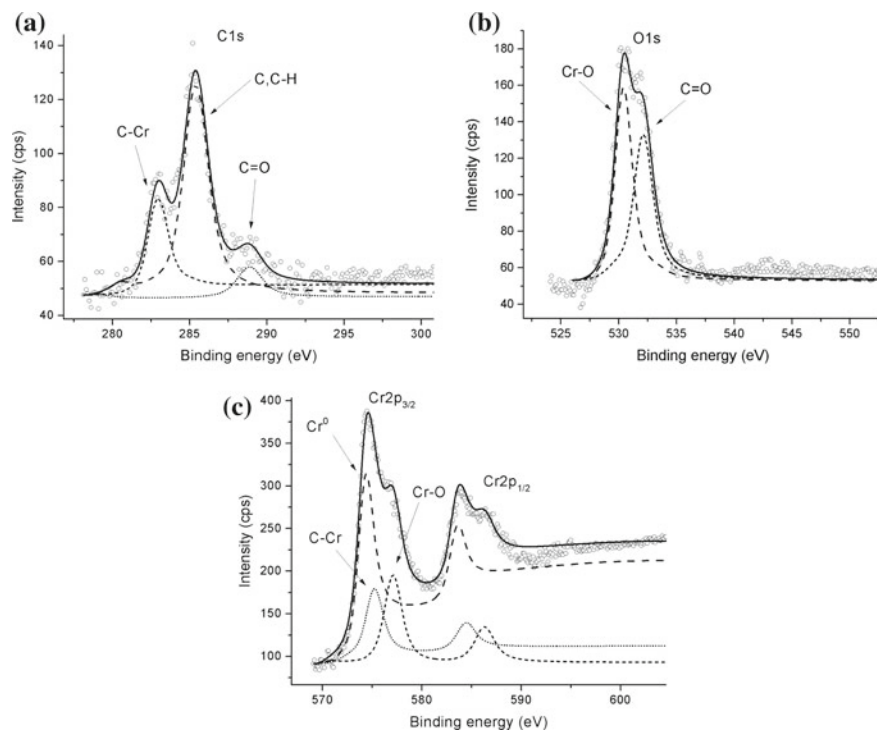 (a)
C1s
C,C-H
C-Cr
C=O
Intensity (cps)
140
120
100
80
60
40
280 285 290 295 300
Binding energy (eV)
(b)
O1s
Cr-O
C=O
Intensity (cps)
180
160
140
120
100
80
60
40
525 530 535 540 545 550
Binding energy (eV)
(c)
Cr2p3/2
Cr⁰
Cr-O
Cr2p1/2
C-Cr
Intensity (cps)
400
350
300
250
200
150
100
570 580 590 600
Binding energy (eV)